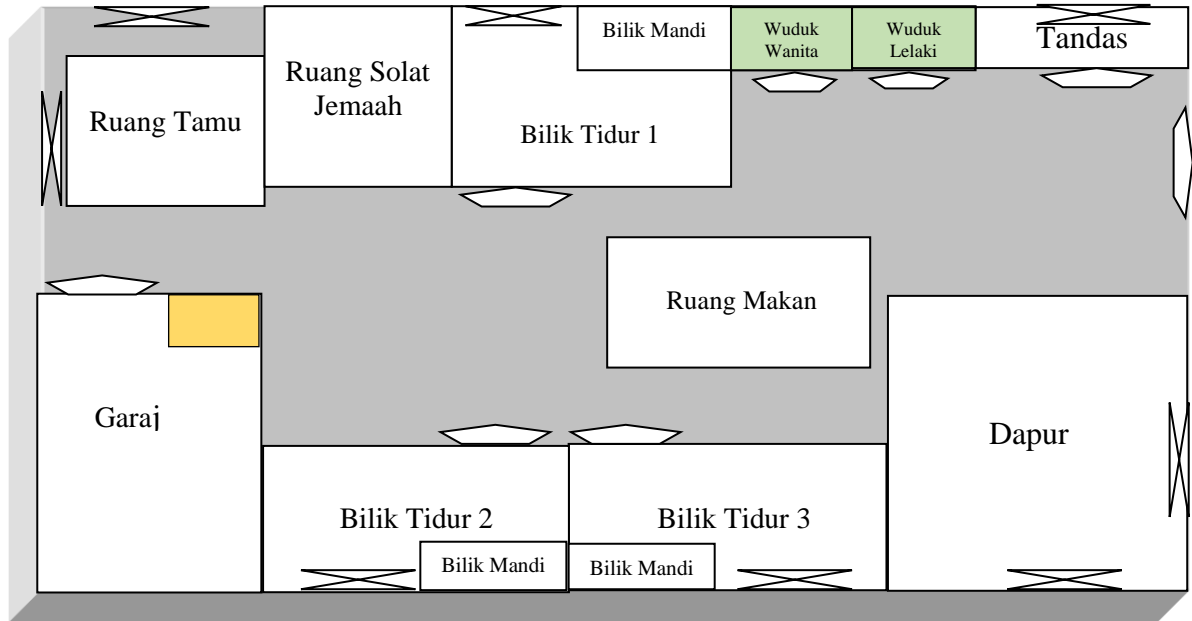 Bilik Mandi
Wuduk
Wanita
Wuduk
Lelaki
Tandas
Ruang Solat
Jemaah
Ruang Tamu
Bilik Tidur 1
Ruang Makan
Garaj
Dapur
Bilik Tidur 2
Bilik Tidur 3
Bilik Mandi
Bilik Mandi